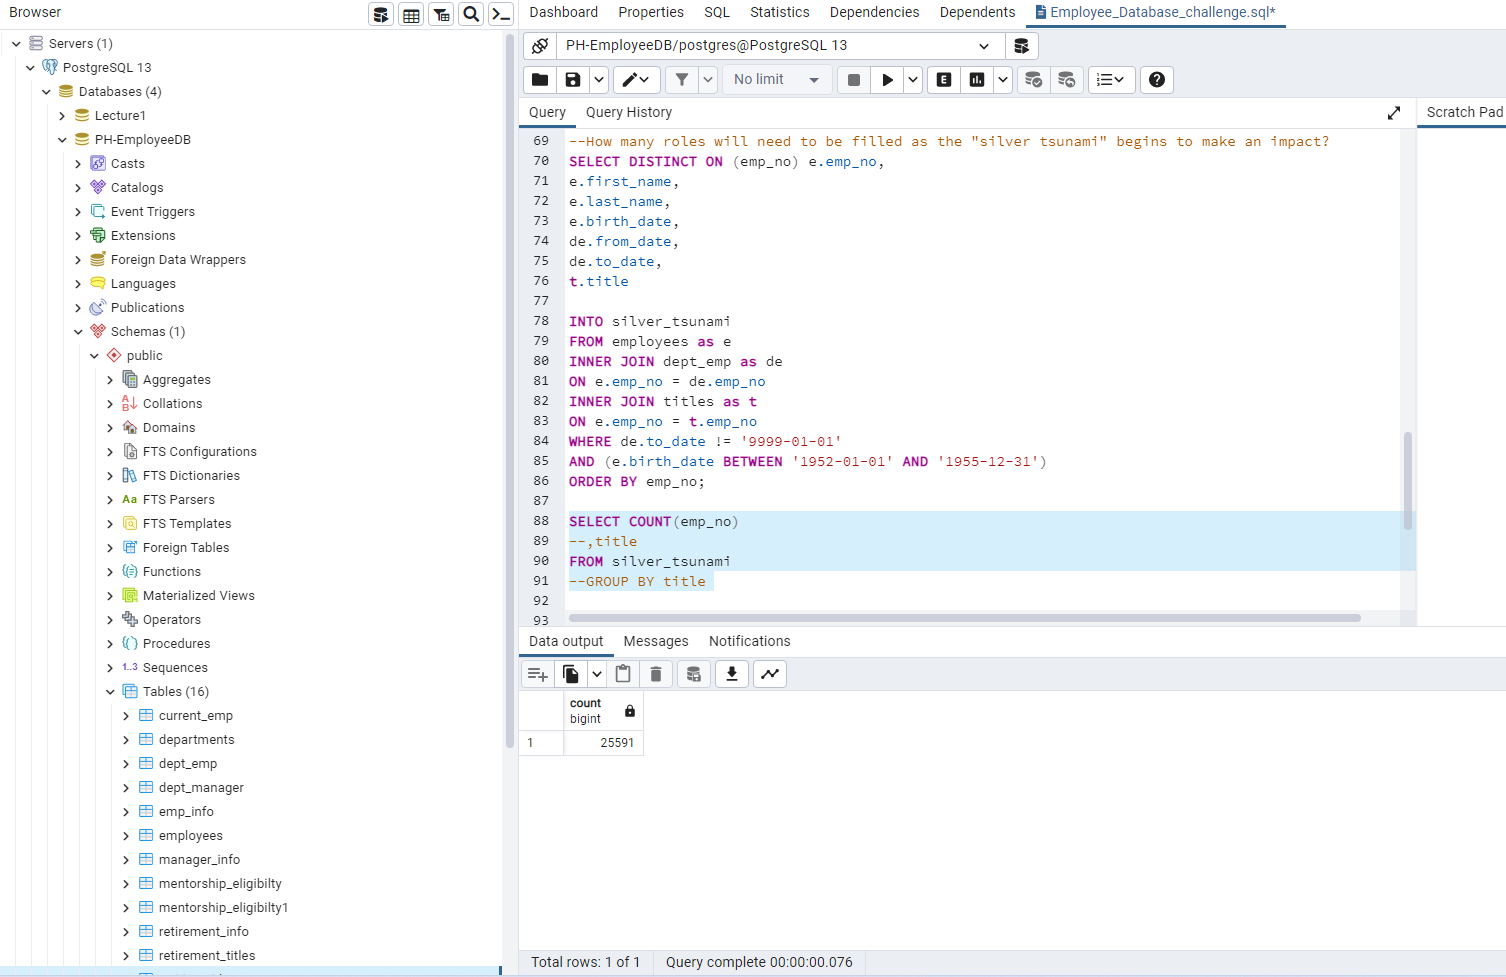 Browser
Servers (1)
PostgreSQL 13
Databases (4)
Lecture1
PH-EmployeeDB
Casts
Catalogs
Event Triggers
Extensions
Foreign Data Wrappers
Languages
Publications
Schemas (1)
public
Aggregates
Collations
Domains
FTS Configurations
FTS Dictionaries
Aa FTS Parsers
FTS Templates
Foreign Tables
Functions
Materialized Views
Operators
Procedures
1..3 Sequences
Tables (16)
current_emp
departments
dept_emp
dept_manager
emp_info
employees
manager_info
mentorship_eligibilty
mentorship_eligibilty1
retirement_info
retirement_titles
Dashboard Properties SQL Statistics Dependencies Dependents Employee_Database_challenge.sql*
PH-EmployeeDB/postgres@PostgreSQL 13
No limit E
Query Query History Scratch Pad
69 --How many roles will need to be filled as the "silver tsunami" begins to make an impact?
70 SELECT DISTINCT ON (emp_no) e.emp_no,
71 e.first_name,
72 e.last_name,
73 e.birth_date,
74 de.from_date,
75 de.to_date,
76 t.title
77
78 INTO silver_tsunami
79 FROM employees as e
80 INNER JOIN dept_emp as de
81 ON e.emp_no = de.emp_no
82 INNER JOIN titles as t
83 ON e.emp_no = t.emp_no
84 WHERE de.to_date != '9999-01-01'
85 AND (e.birth_date BETWEEN '1952-01-01' AND '1955-12-31')
86 ORDER BY emp_no;
87
88 SELECT COUNT(emp_no)
89 --,title
90 FROM silver_tsunami
91 --GROUP BY title
92
93
Data output Messages Notifications
count
bigint
1 25591
Total rows: 1 of 1 Query complete 00:00:00.076